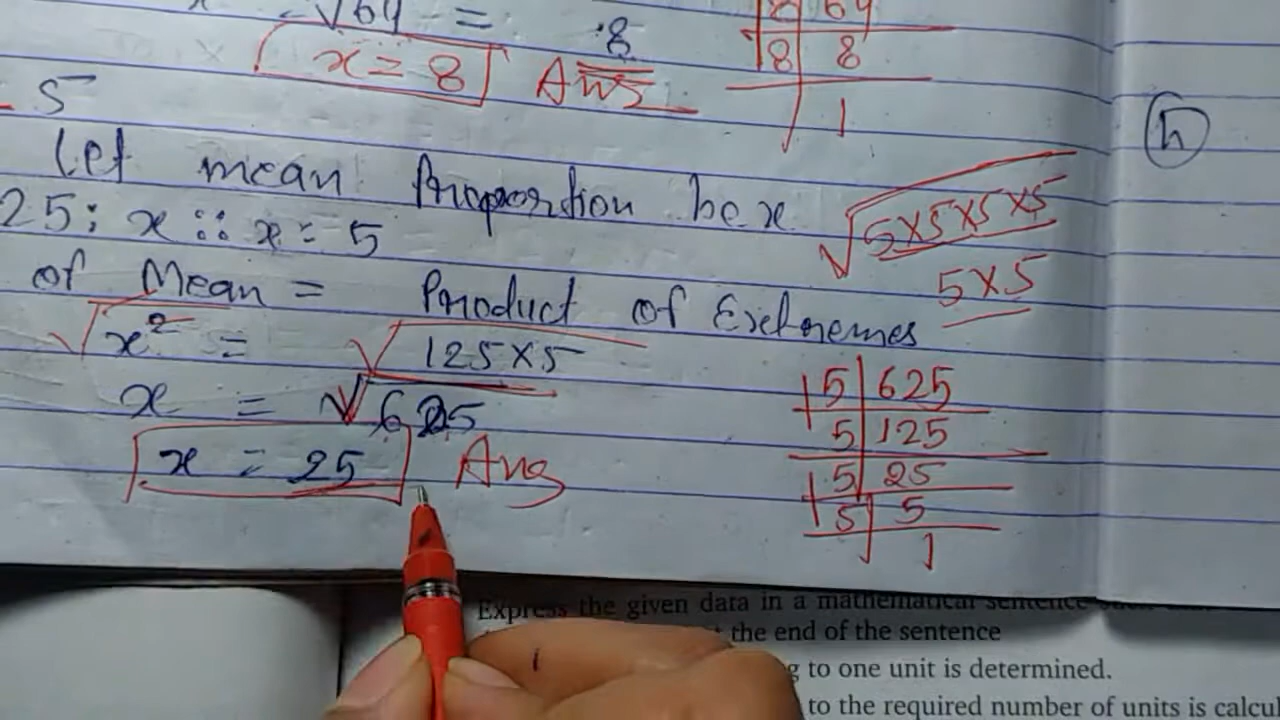 √64 = 8
x = 8 Ans
8 64
8 8
1
5
Let mean Proportion be x
25 : x :: x : 5
of Mean = Product of Extremes
√x² = √125×5
x = √625
x = 25 Ans
√5×5×5×5
5×5
5 625
5 125
5 25
5 5
1
h
Express the given data in a mathematical sentence
the end of the sentence
g to one unit is determined.
to the required number of units is calcul